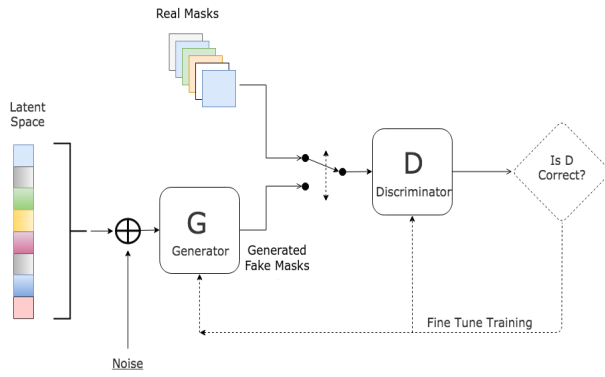 Real Masks
Latent
Space
D
Discriminator
Is D
Correct?
G
Generator
Generated
Fake Masks
Fine Tune Training
Noise